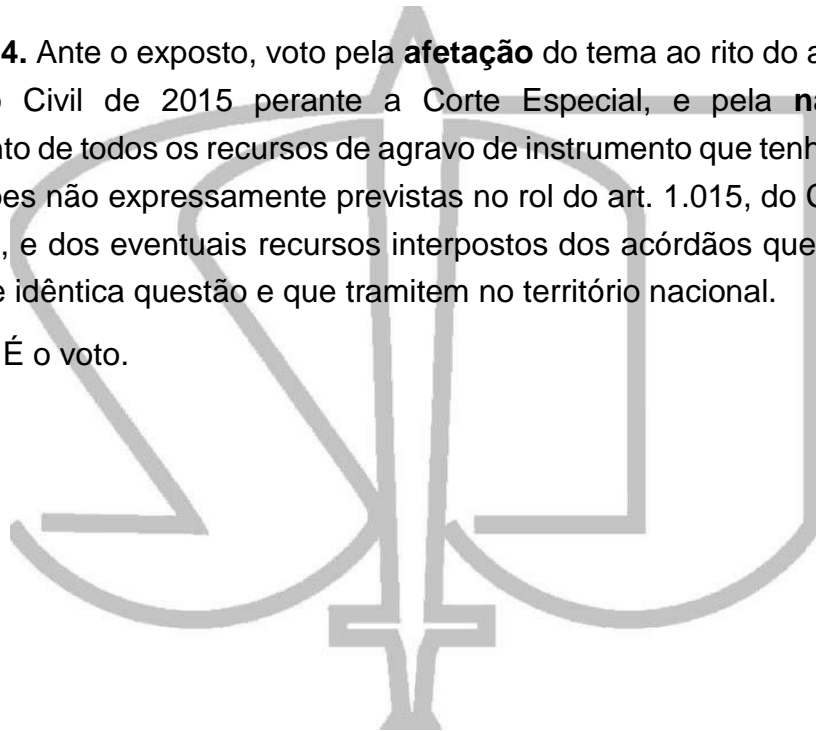 4. Ante o exposto, voto pela afetação do tema ao rito do a
o Civil de 2015 perante a Corte Especial, e pela na
nto de todos os recursos de agravo de instrumento que tenh
ões não expressamente previstas no rol do art. 1.015, do C
, e dos eventuais recursos interpostos dos acórdãos que
e idêntica questão e que tramitem no território nacional.
É o voto.